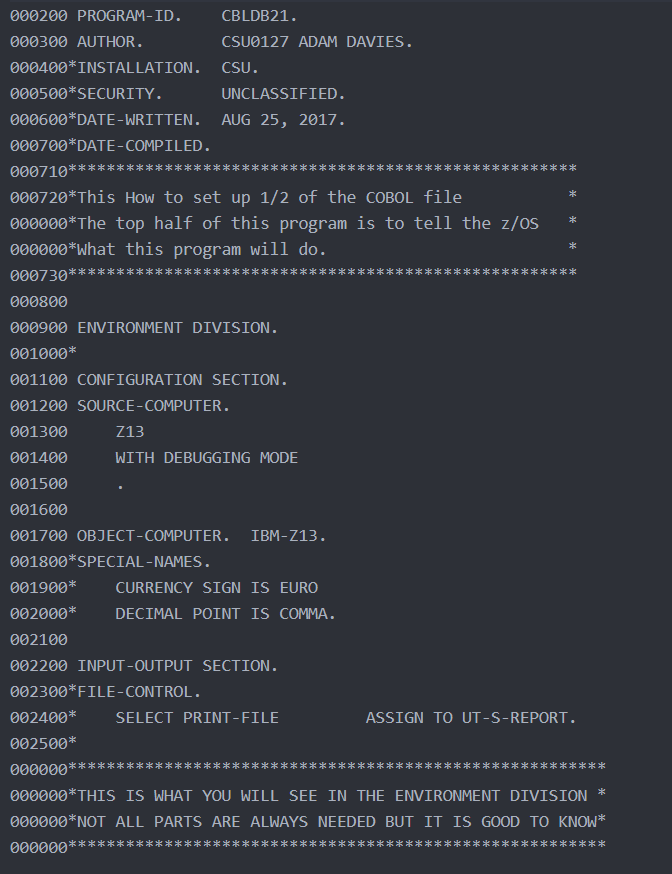 000200 PROGRAM-ID.    CBLDB21.
000300 AUTHOR.        CSU0127 ADAM DAVIES.
000400*INSTALLATION.  CSU.
000500*SECURITY.      UNCLASSIFIED.
000600*DATE-WRITTEN.  AUG 25, 2017.
000700*DATE-COMPILED.
000710*****************************************************
000720*This How to set up 1/2 of the COBOL file           *
000000*The top half of this program is to tell the z/OS   *
000000*What this program will do.                         *
000730*****************************************************
000800
000900 ENVIRONMENT DIVISION.
001000*
001100 CONFIGURATION SECTION.
001200 SOURCE-COMPUTER.
001300     Z13
001400     WITH DEBUGGING MODE
001500     .
001600
001700 OBJECT-COMPUTER.  IBM-Z13.
001800*SPECIAL-NAMES.
001900*    CURRENCY SIGN IS EURO
002000*    DECIMAL POINT IS COMMA.
002100
002200 INPUT-OUTPUT SECTION.
002300*FILE-CONTROL.
002400*    SELECT PRINT-FILE         ASSIGN TO UT-S-REPORT.
002500*
000000********************************************************
000000*THIS IS WHAT YOU WILL SEE IN THE ENVIRONMENT DIVISION *
000000*NOT ALL PARTS ARE ALWAYS NEEDED BUT IT IS GOOD TO KNOW*
000000********************************************************